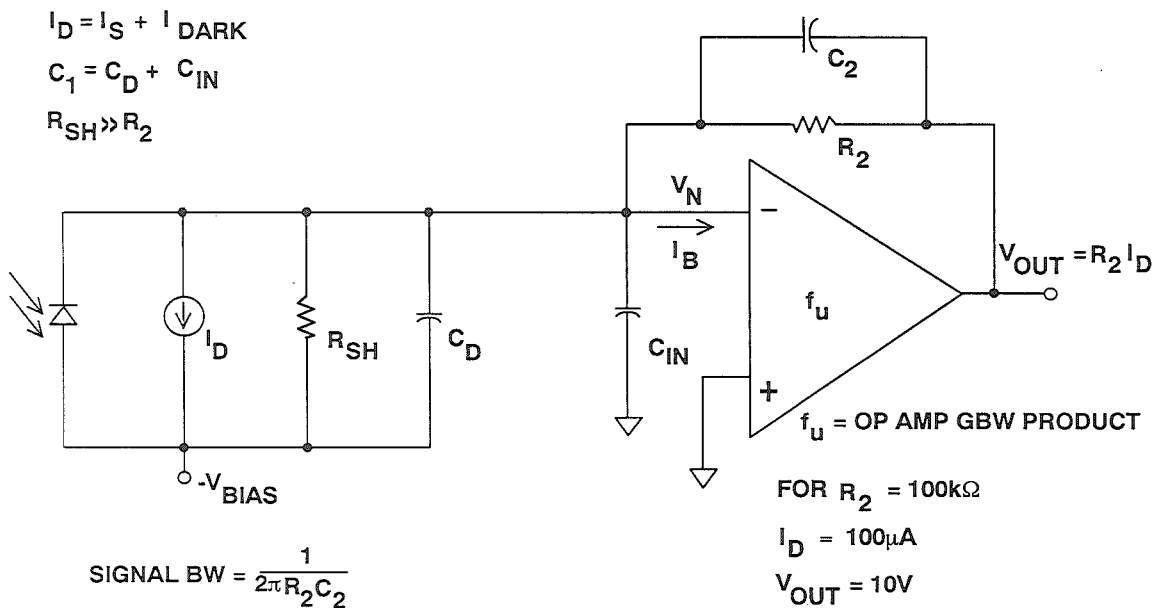 I_D = I_S + I_DARK
C_1 = C_D + C_IN
R_SH >> R_2
C_2
R_2
V_N
I_B
−
+
f_u
V_OUT = R_2 I_D
I_D
R_SH
C_D
C_IN
-V_BIAS
f_u = OP AMP GBW PRODUCT
FOR R_2 = 100kΩ
I_D = 100μA
V_OUT = 10V
SIGNAL BW = 1 / 2πR_2C_2